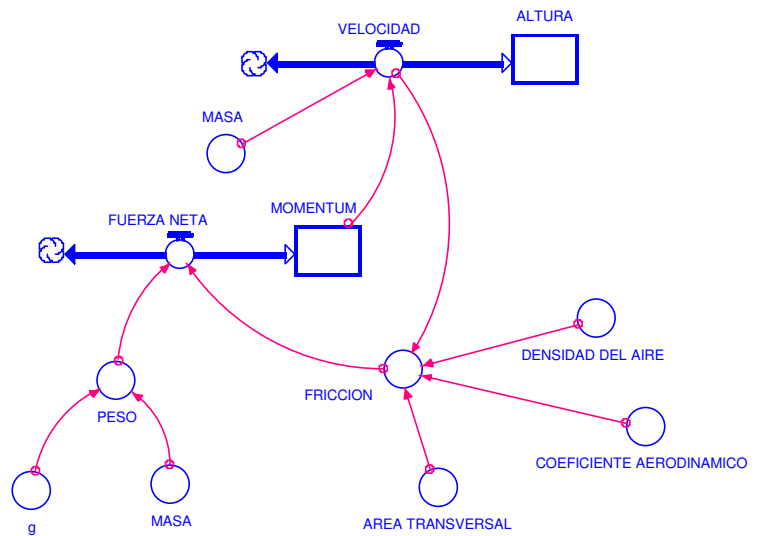 ALTURA
VELOCIDAD
MASA
MOMENTUM
FUERZA NETA
DENSIDAD DEL AIRE
FRICCION
PESO
COEFICIENTE AERODINAMICO
MASA
AREA TRANSVERSAL
g